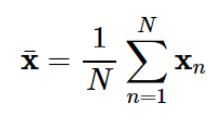 x̄ = 1/N ∑_{n=1}^{N} x_n